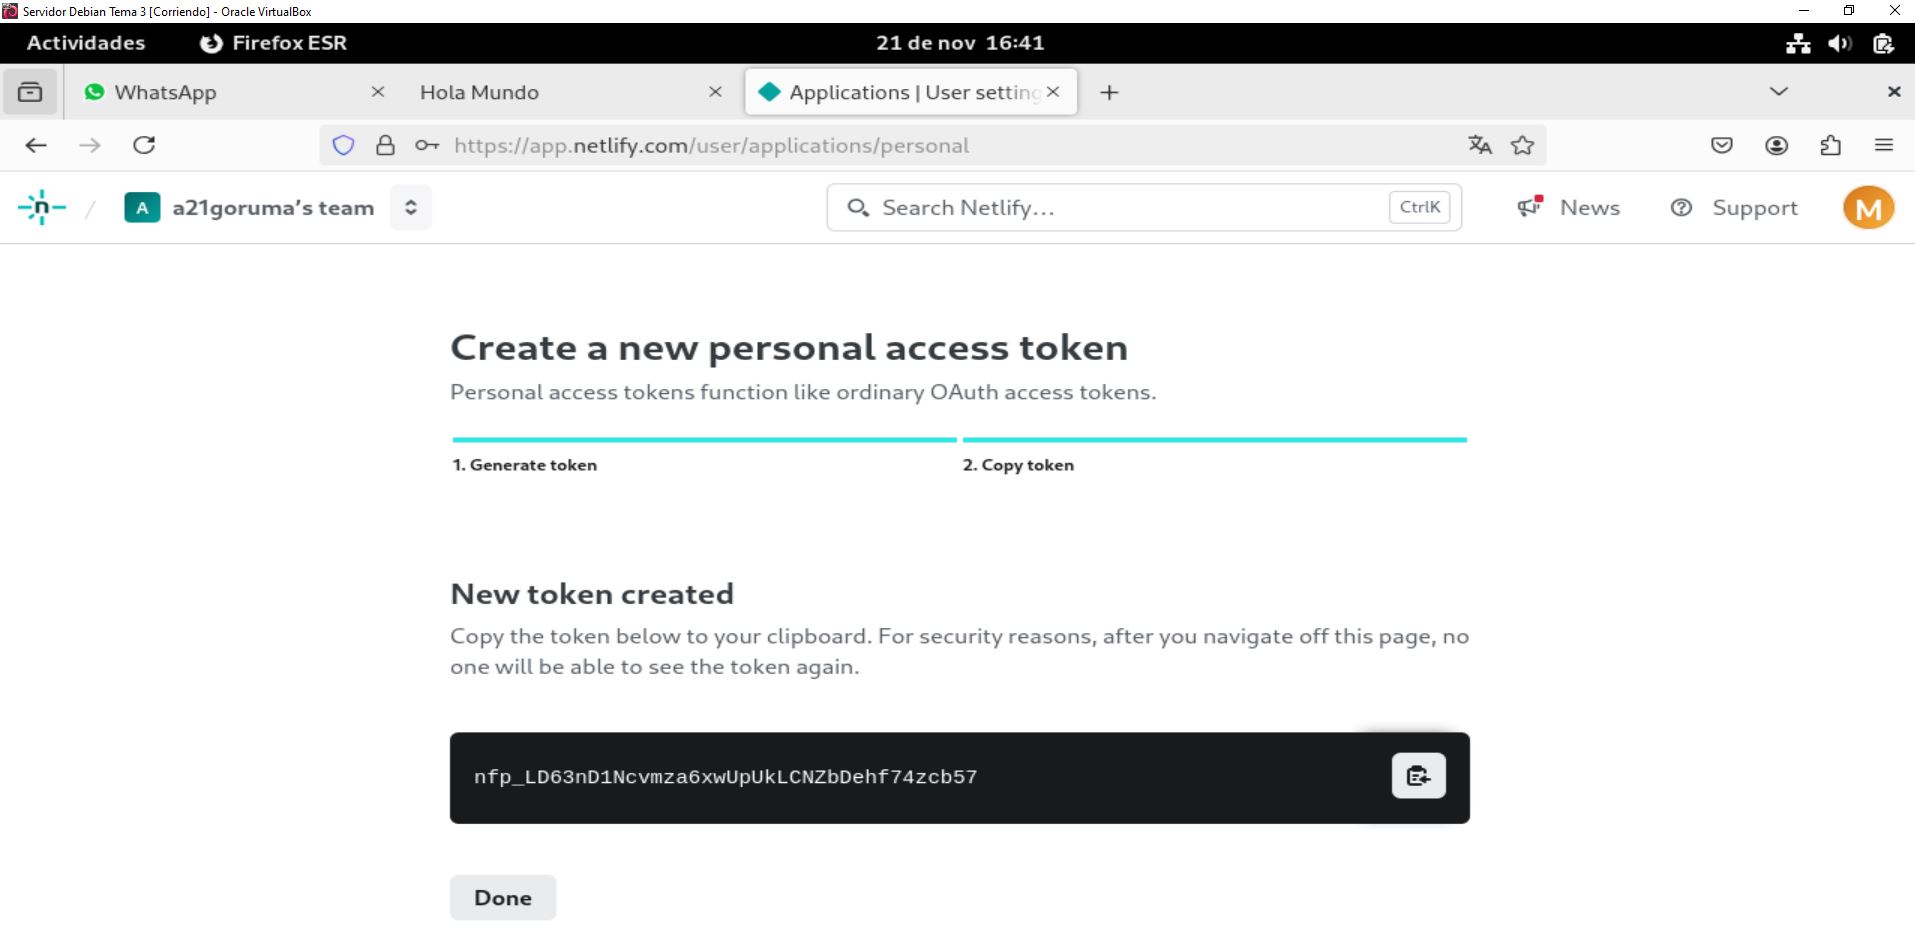 Servidor Debian Tema 3 [Corriendo] - Oracle VirtualBox
Actividades Firefox ESR 21 de nov 16:41
WhatsApp Hola Mundo Applications | User setting
https://app.netlify.com/user/applications/personal
n / A a21goruma’s team Search Netlify... CtrlK News Support M
Create a new personal access token
Personal access tokens function like ordinary OAuth access tokens.
1. Generate token 2. Copy token
New token created
Copy the token below to your clipboard. For security reasons, after you navigate off this page, no
one will be able to see the token again.
nfp_LD63nD1Ncvmza6xwUpUkLCNZbDehf74zcb57
Done